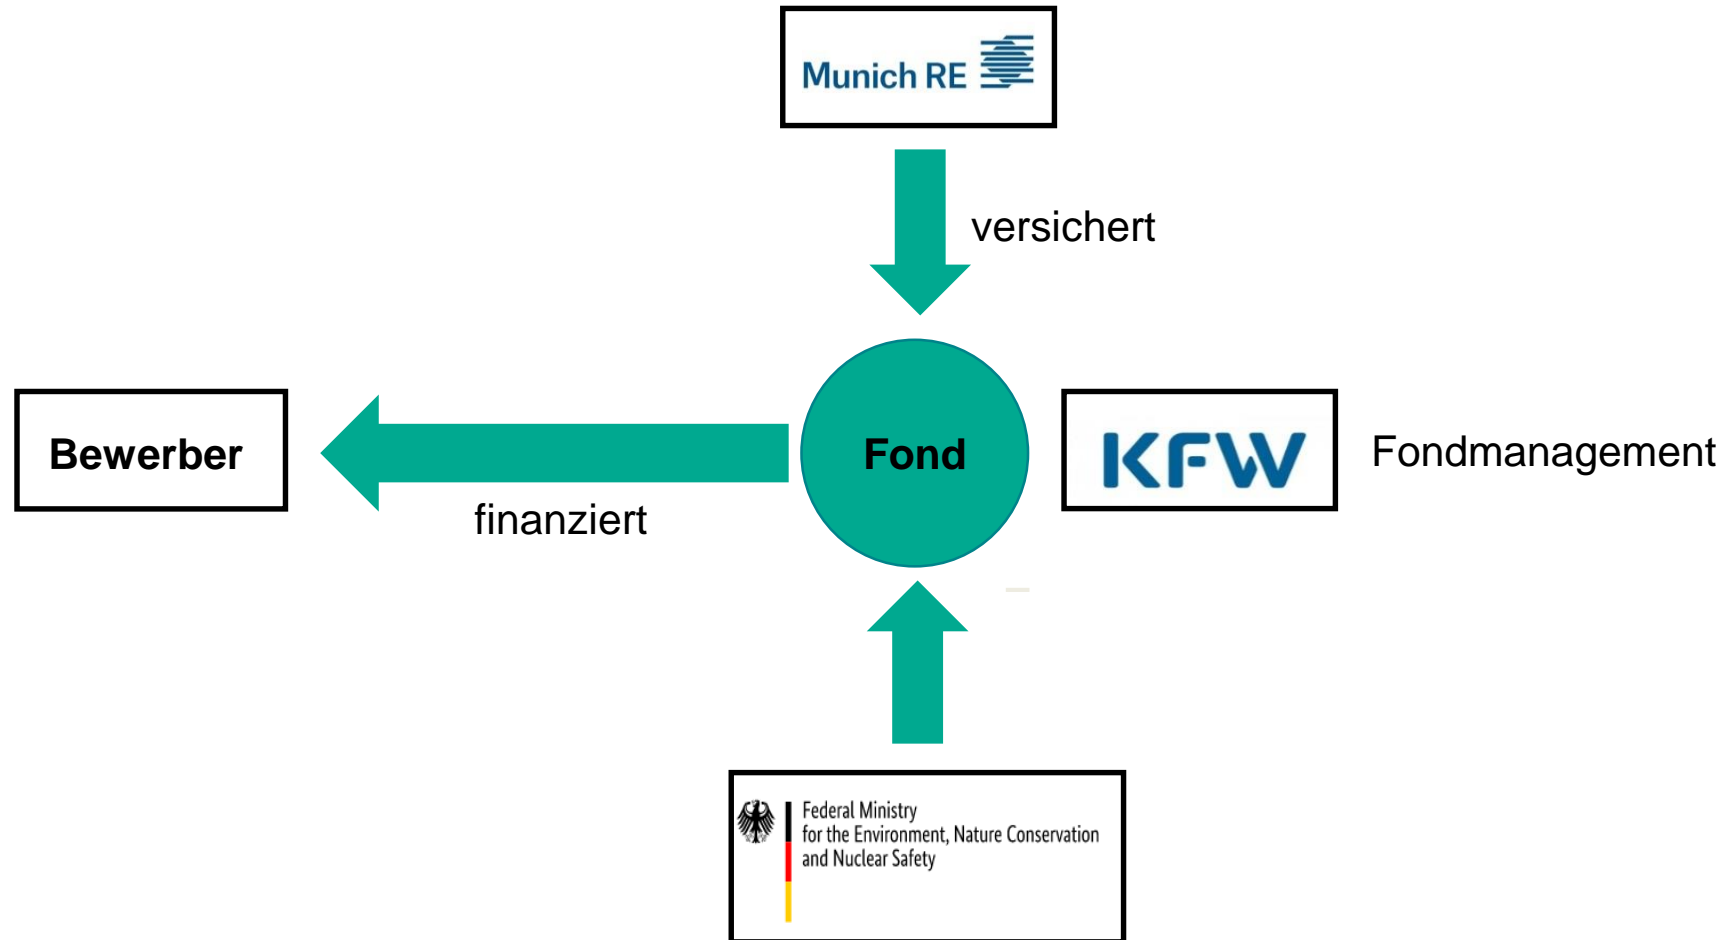 Munich RE
versichert
Bewerber
Fond
KFW
Fondmanagement
finanziert
Federal Ministry
for the Environment, Nature Conservation
and Nuclear Safety